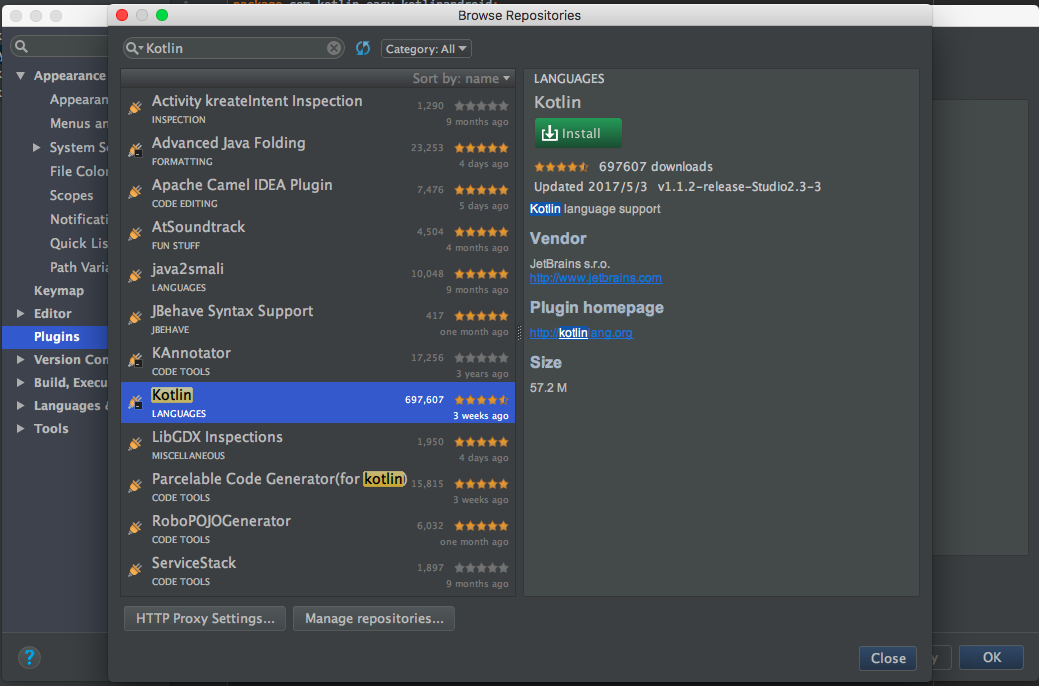 package com.kotlin.easy.kotlinandroid;
Browse Repositories
Kotlin
Category: All
Appearance
Appearan
Menus an
System Se
File Color
Scopes
Notificati
Quick Lis
Path Varia
Keymap
Editor
Plugins
Version Con
Build, Execu
Languages &
Tools
?
Sort by: name
Activity kreateIntent Inspection
1,290
INSPECTION
9 months ago
Advanced Java Folding
23,253
FORMATTING
4 days ago
Apache Camel IDEA Plugin
7,476
CODE EDITING
5 days ago
AtSoundtrack
4,504
FUN STUFF
4 months ago
java2smali
10,048
LANGUAGES
9 months ago
JBehave Syntax Support
417
JBEHAVE
one month ago
KAnnotator
17,256
CODE TOOLS
3 years ago
Kotlin
697,607
LANGUAGES
3 weeks ago
LibGDX Inspections
1,950
MISCELLANEOUS
4 days ago
Parcelable Code Generator(for kotlin)
15,815
CODE TOOLS
3 weeks ago
RoboPOJOGenerator
6,032
CODE TOOLS
one month ago
ServiceStack
1,897
CODE TOOLS
9 months ago
LANGUAGES
Kotlin
Install
697607 downloads
Updated 2017/5/3 v1.1.2-release-Studio2.3-3
Kotlin language support
Vendor
JetBrains s.r.o.
http://www.jetbrains.com
Plugin homepage
http://kotlinlang.org
Size
57.2 M
HTTP Proxy Settings...
Manage repositories...
Close
y
OK